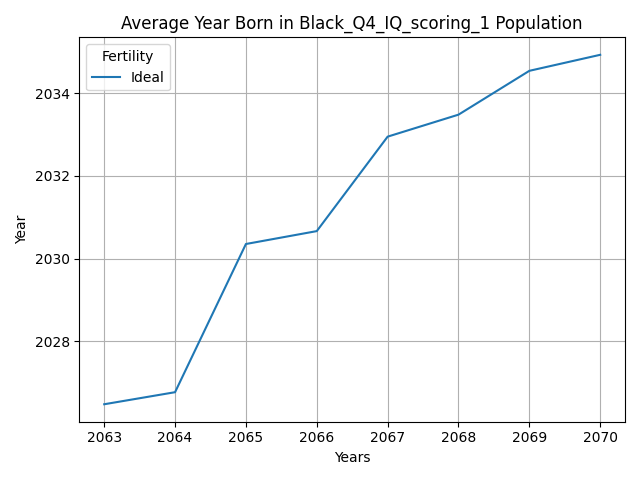 Average Year Born in Black_Q4_IQ_scoring_1 Population
Fertility
Ideal
Year
2034
2032
2030
2028
2063 2064 2065 2066 2067 2068 2069 2070
Years